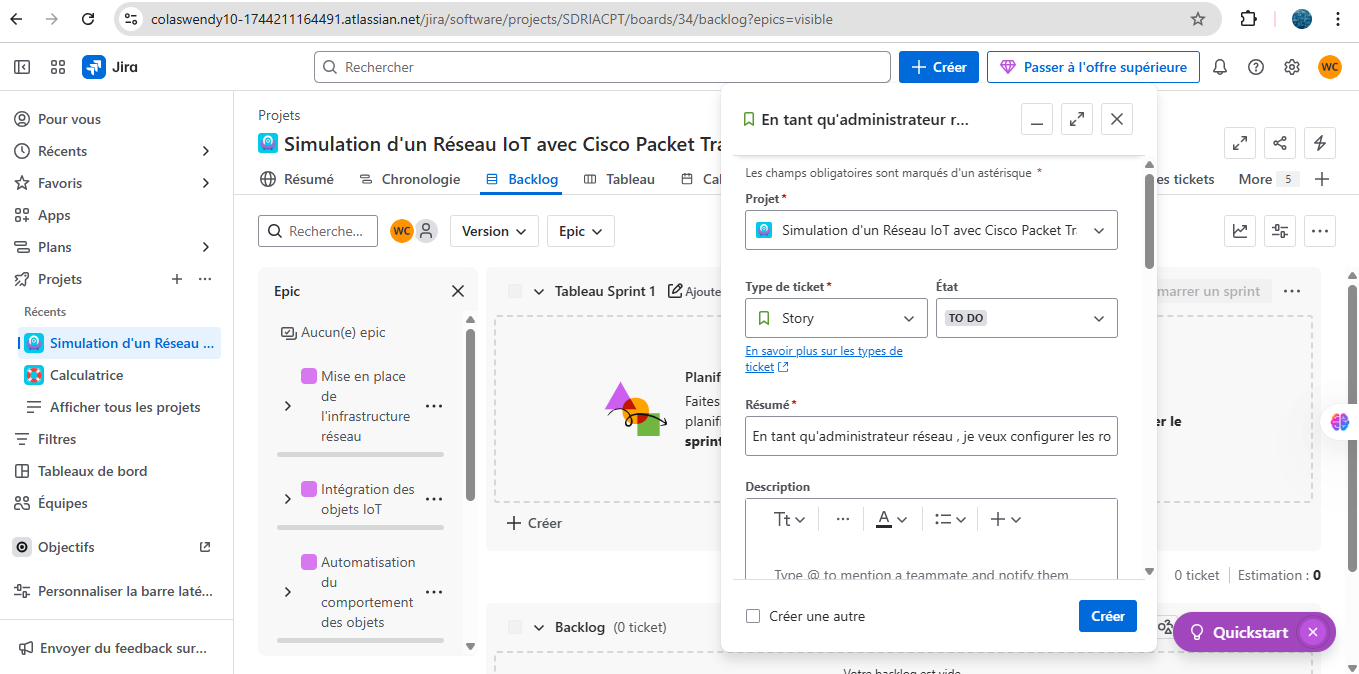 colaswendy10-1744211164491.atlassian.net/jira/software/projects/SDRIACPT/boards/34/backlog?epics=visible
Jira
Rechercher
Créer
Passer à l'offre supérieure
WC
Pour vous
Récents
Favoris
Apps
Plans
Projets
Récents
Simulation d'un Réseau ...
Calculatrice
Afficher tous les projets
Filtres
Tableaux de bord
Équipes
Objectifs
Personnaliser la barre laté...
Envoyer du feedback sur...
Projets
Simulation d'un Réseau IoT avec Cisco Packet Tra
Résumé
Chronologie
Backlog
Tableau
Cal
es tickets
More 5
Recherche...
WC
Version
Epic
Epic
Aucun(e) epic
Mise en place
de
l'infrastructure
réseau
Intégration des
objets IoT
Automatisation
du
comportement
des objets
Tableau Sprint 1
Ajoute
marrer un sprint
Planif
Faites
planifi
sprint
er le
Créer
0 ticket
Estimation : 0
Backlog (0 ticket)
Votre backlog est vide
En tant qu'administrateur r...
Les champs obligatoires sont marqués d'un astérisque *
Projet *
Simulation d'un Réseau IoT avec Cisco Packet Tra
Type de ticket *
État
Story
TO DO
En savoir plus sur les types de
ticket
Résumé *
En tant qu'administrateur réseau , je veux configurer les ro
Description
Tt
A
Type @ to mention a teammate and notify them
Créer une autre
Créer
Quickstart